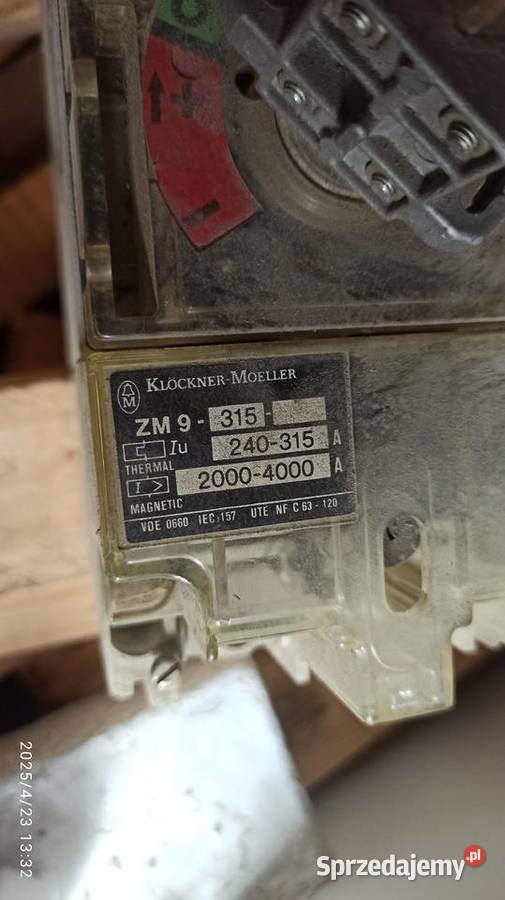 O
+
I
KLÖCKNER-MOELLER
M
ZM 9 - 315 -
Iu 240-315 A
THERMAL
I > 2000-4000 A
MAGNETIC
VDE 0660 IEC 157 UTE NF C 63-120
2025/4/23 13:32
Sprzedajemy.pl